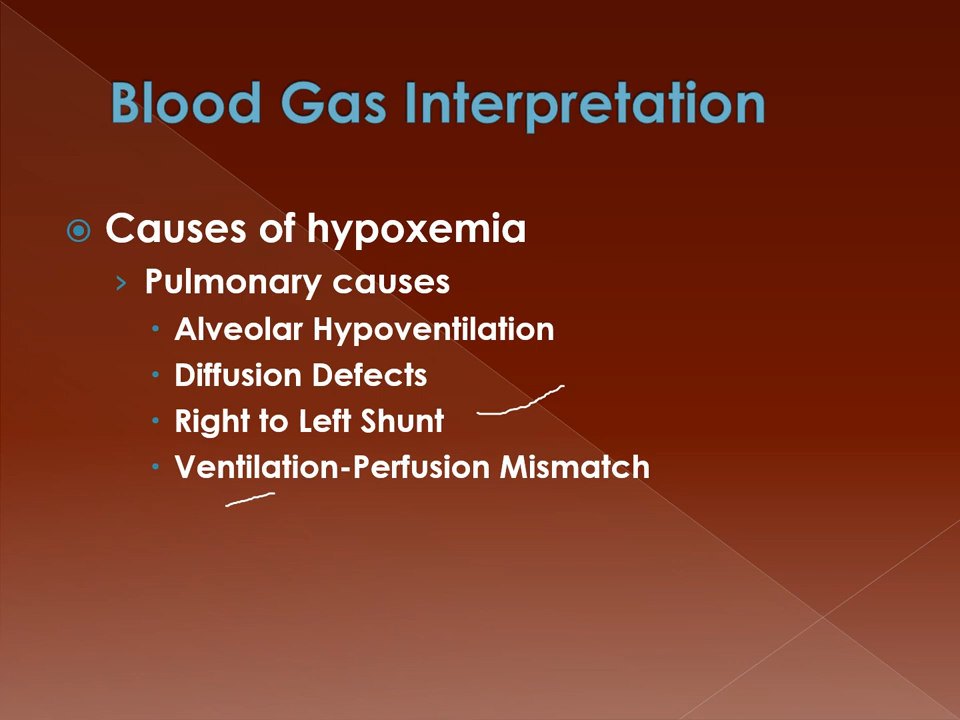 Blood Gas Interpretation
Causes of hypoxemia
Pulmonary causes
Alveolar Hypoventilation
Diffusion Defects
Right to Left Shunt
Ventilation-Perfusion Mismatch